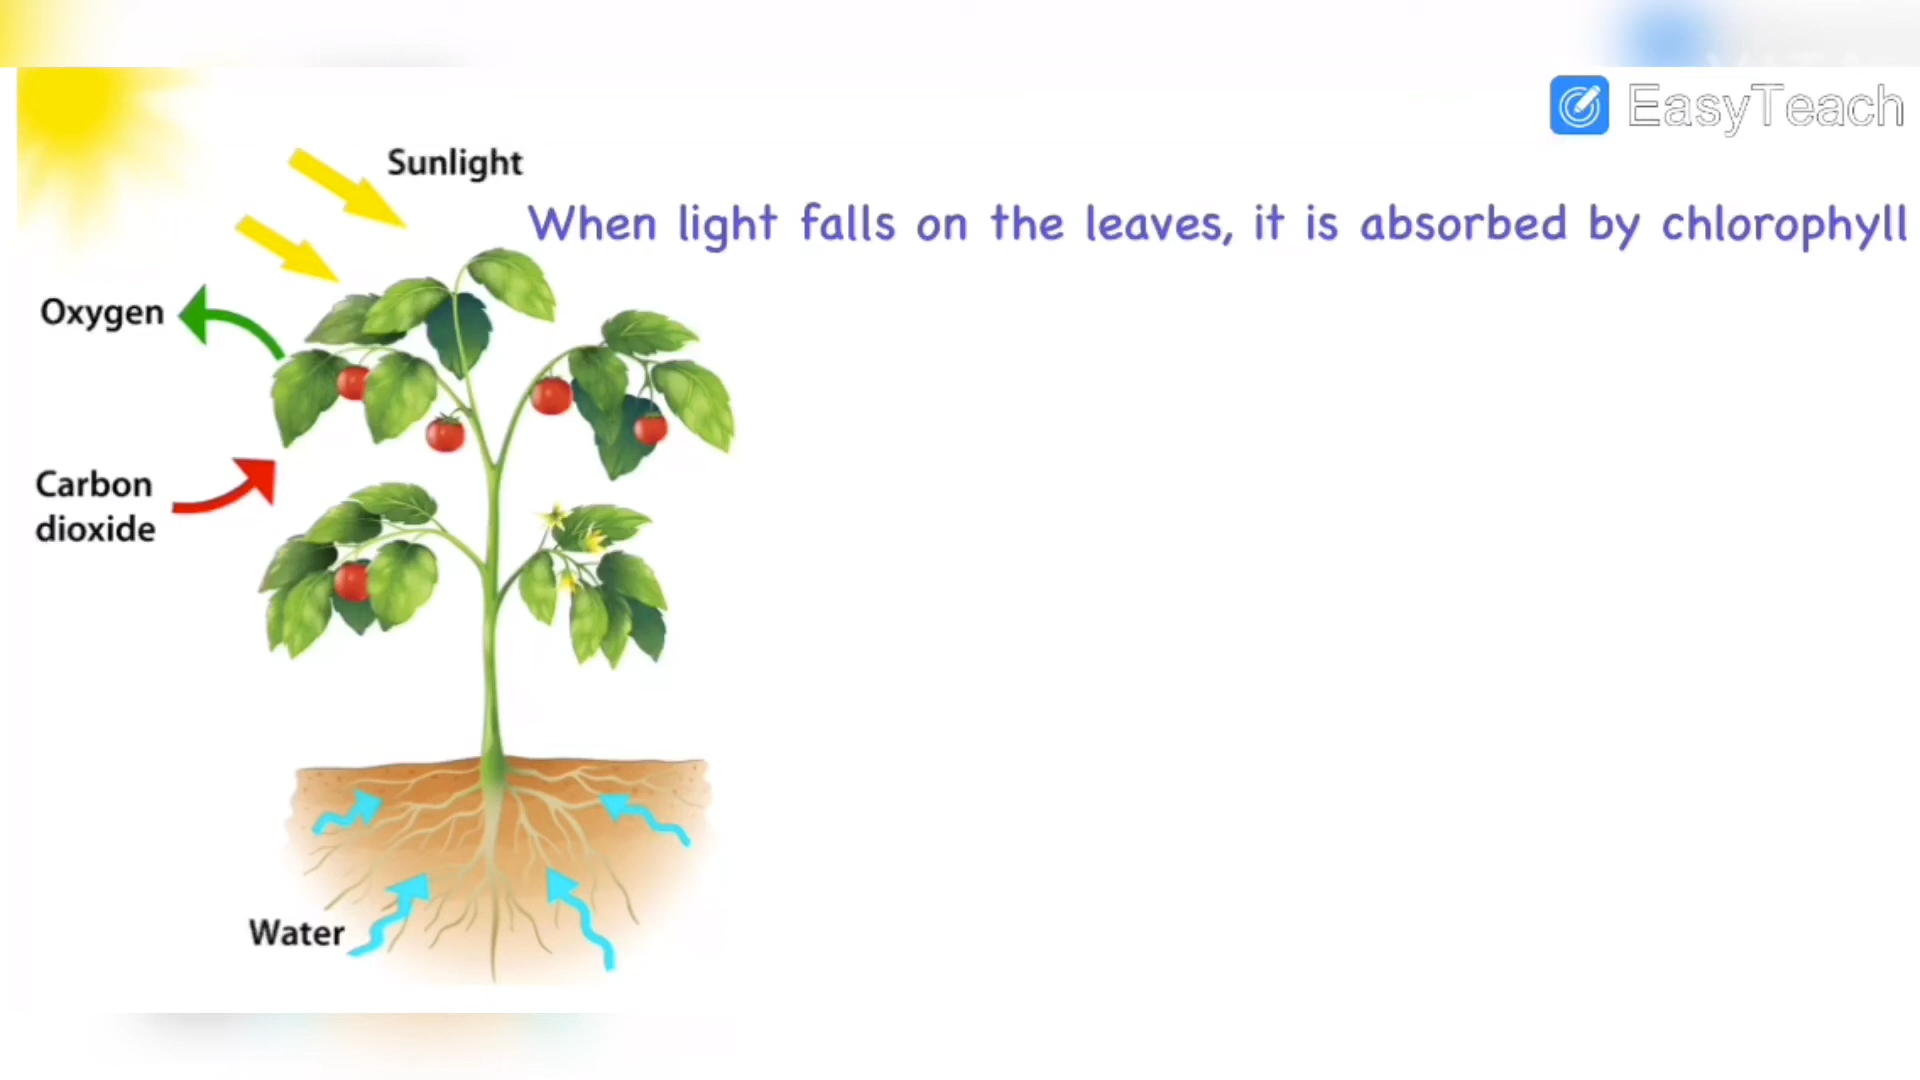 EasyTeach
Sunlight
When light falls on the leaves, it is absorbed by chlorophyll
Oxygen
Carbon
dioxide
Water